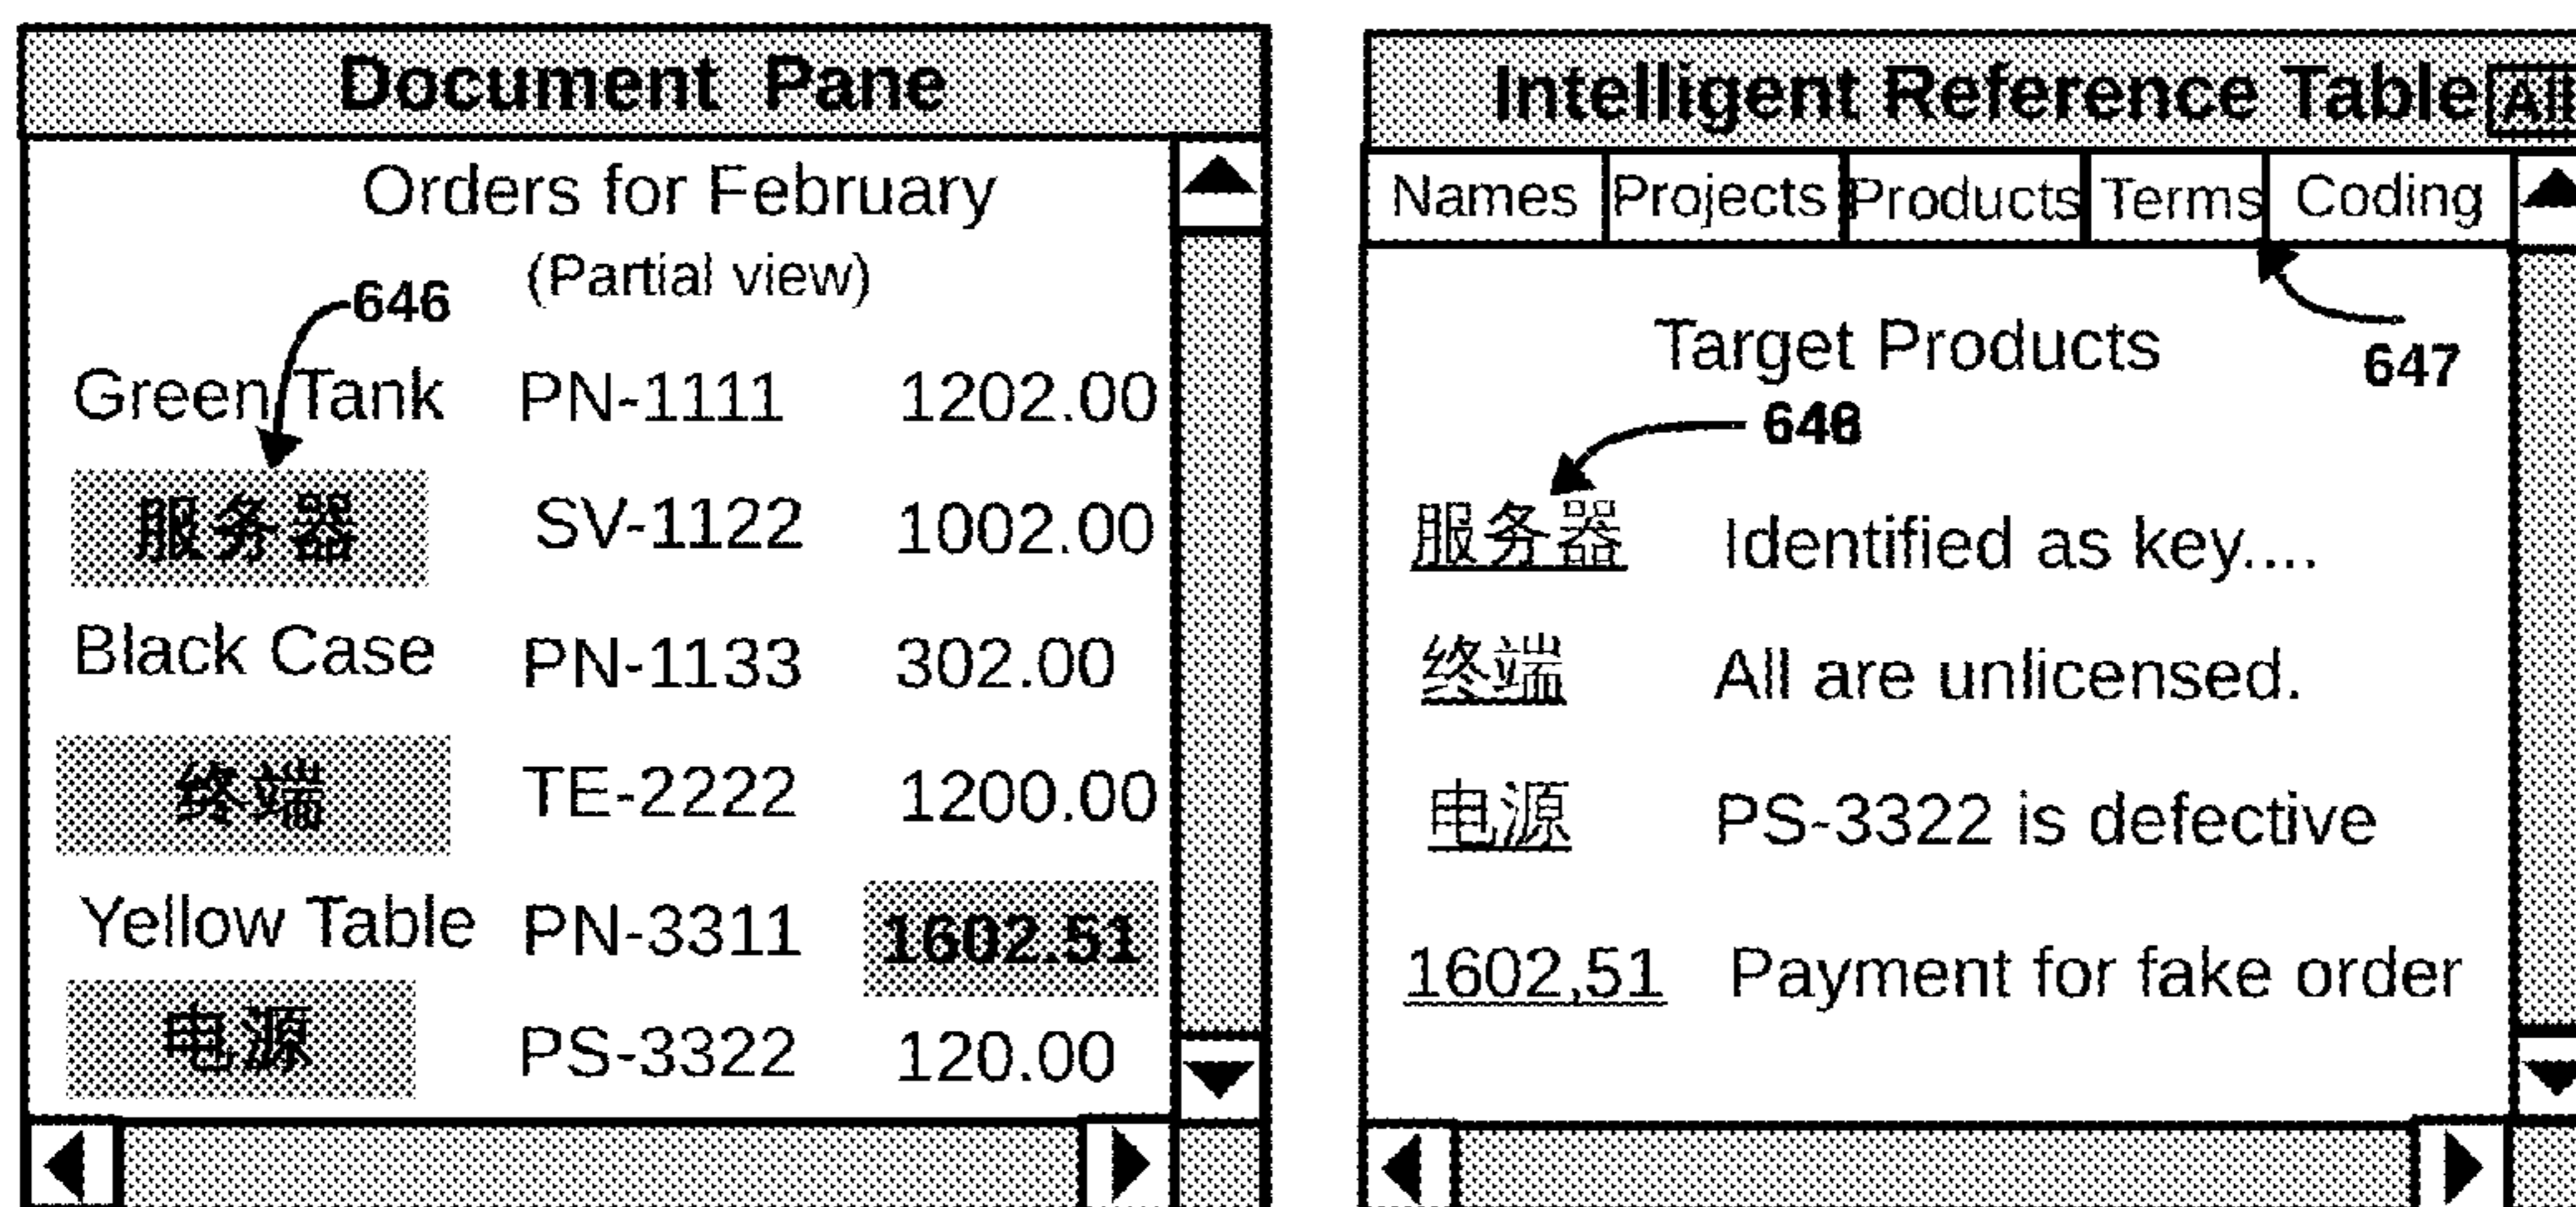 Document Pane
Orders for February
(Partial view)
646
Green Tank PN-1111 1202.00
服务器 SV-1122 1002.00
Black Case PN-1133 302.00
终端 TE-2222 1200.00
Yellow Table PN-3311 1602.51
电源 PS-3322 120.00
Intelligent Reference Table All
Names Projects Products Terms Coding
647
Target Products
648
服务器 Identified as key....
终端 All are unlicensed.
电源 PS-3322 is defective
1602,51 Payment for fake order